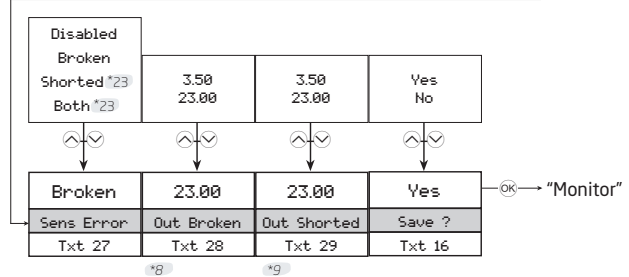 Disabled
Broken
Shorted *23
Both *23
3.50
23.00
3.50
23.00
Yes
No
Broken
23.00
23.00
Yes
OK
"Monitor"
Sens Error
Out Broken
Out Shorted
Save ?
Txt 27
Txt 28
Txt 29
Txt 16
*8
*9